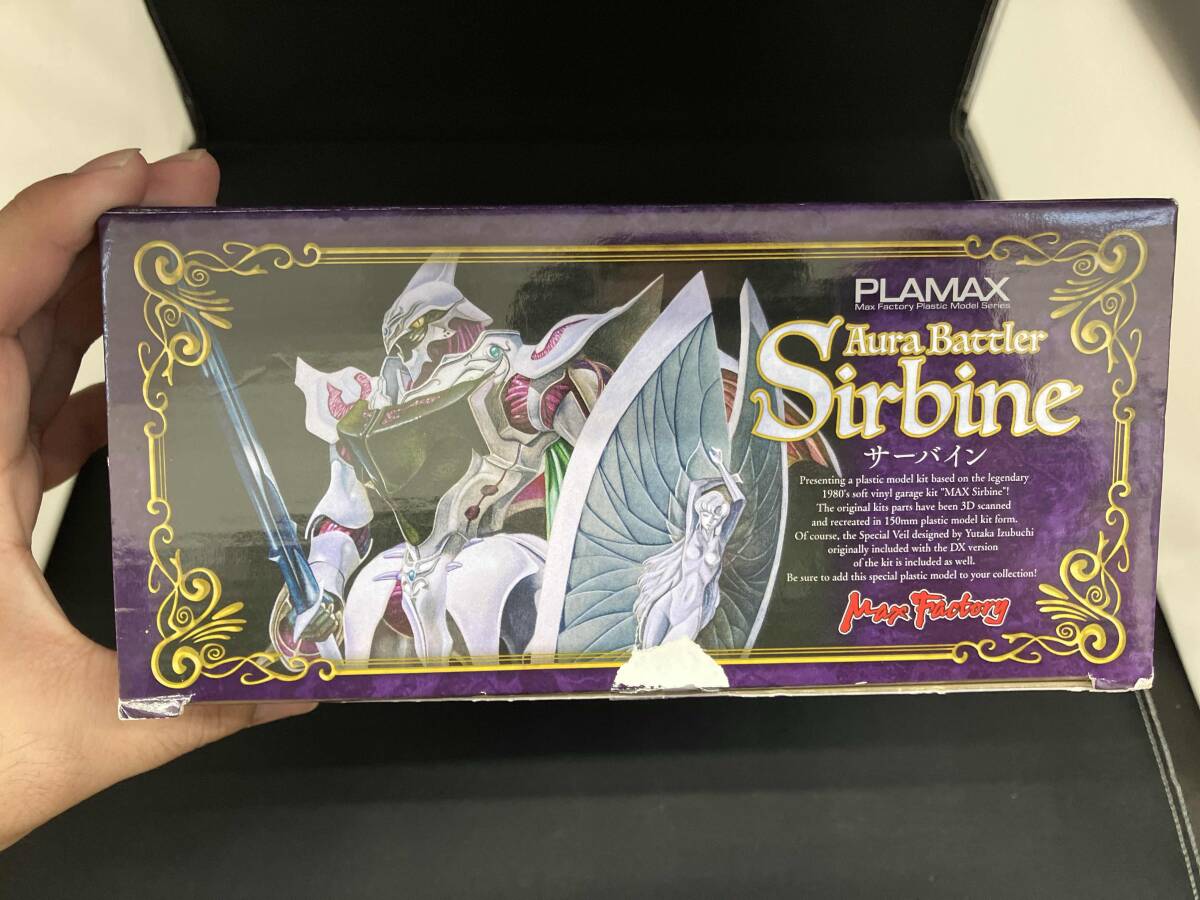 PLAMAX
Max Factory Plastic Model Series
Aura Battler
Sirbine
サーバイン
Presenting a plastic model kit based on the legendary
1980's soft vinyl garage kit "MAX Sirbine"!
The original kits parts have been 3D scanned
and recreated in 150mm plastic model kit form.
Of course, the Special Veil designed by Yutaka Izubuchi
originally included with the DX version
of the kit is included as well.
Be sure to add this special plastic model to your collection!
Max Factory